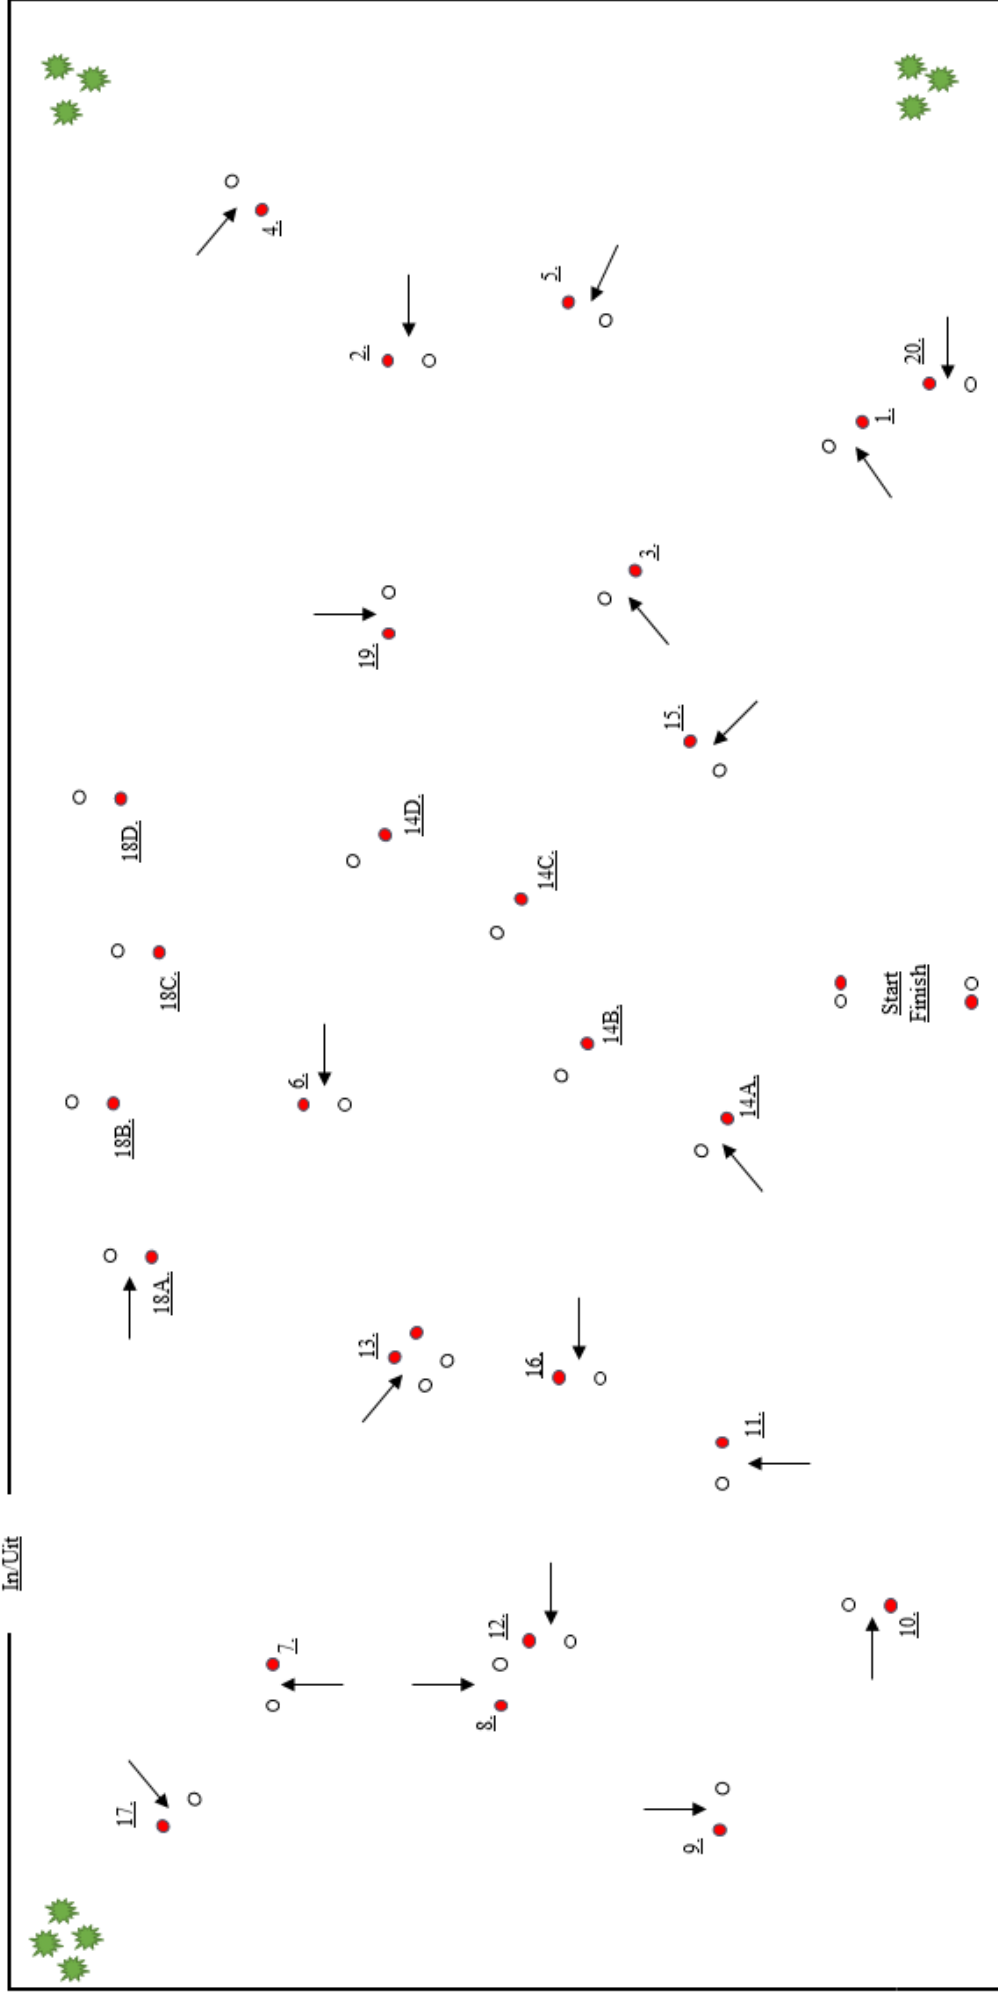 In/Uit
17.
18B.
18D.
18A.
18C.
4.
7.
6.
2.
13.
19.
14D.
8.
12.
16.
14C.
5.
14B.
3.
15.
9.
14A.
11.
1.
10.
20.
Start
Finish